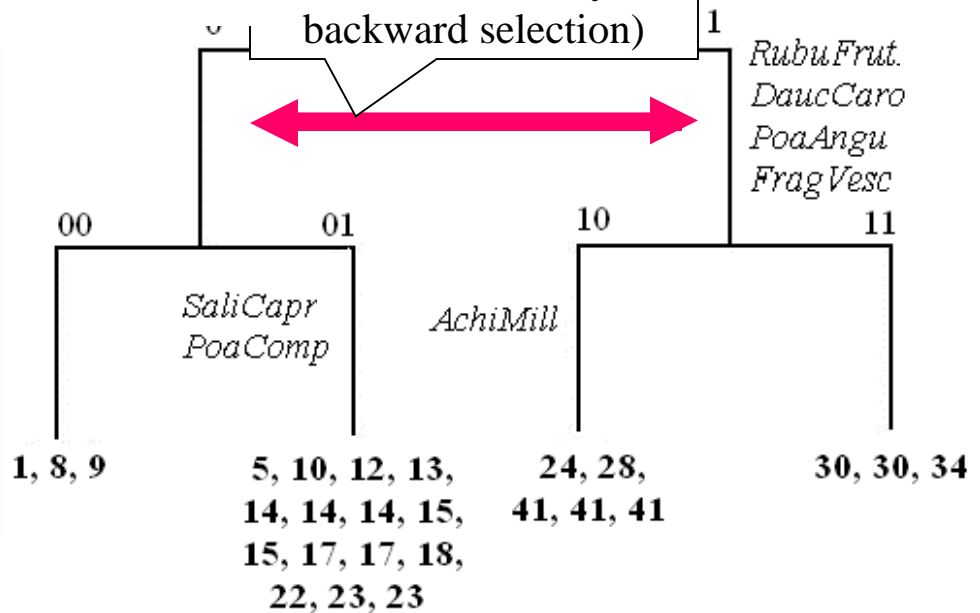 backward selection)
1
RubuFrut.
DaucCaro
PoaAngu
FragVesc
00
01
10
11
SaliCapr
PoaComp
AchiMill
1, 8, 9
5, 10, 12, 13,
14, 14, 14, 15,
15, 17, 17, 18,
22, 23, 23
24, 28,
41, 41, 41
30, 30, 34